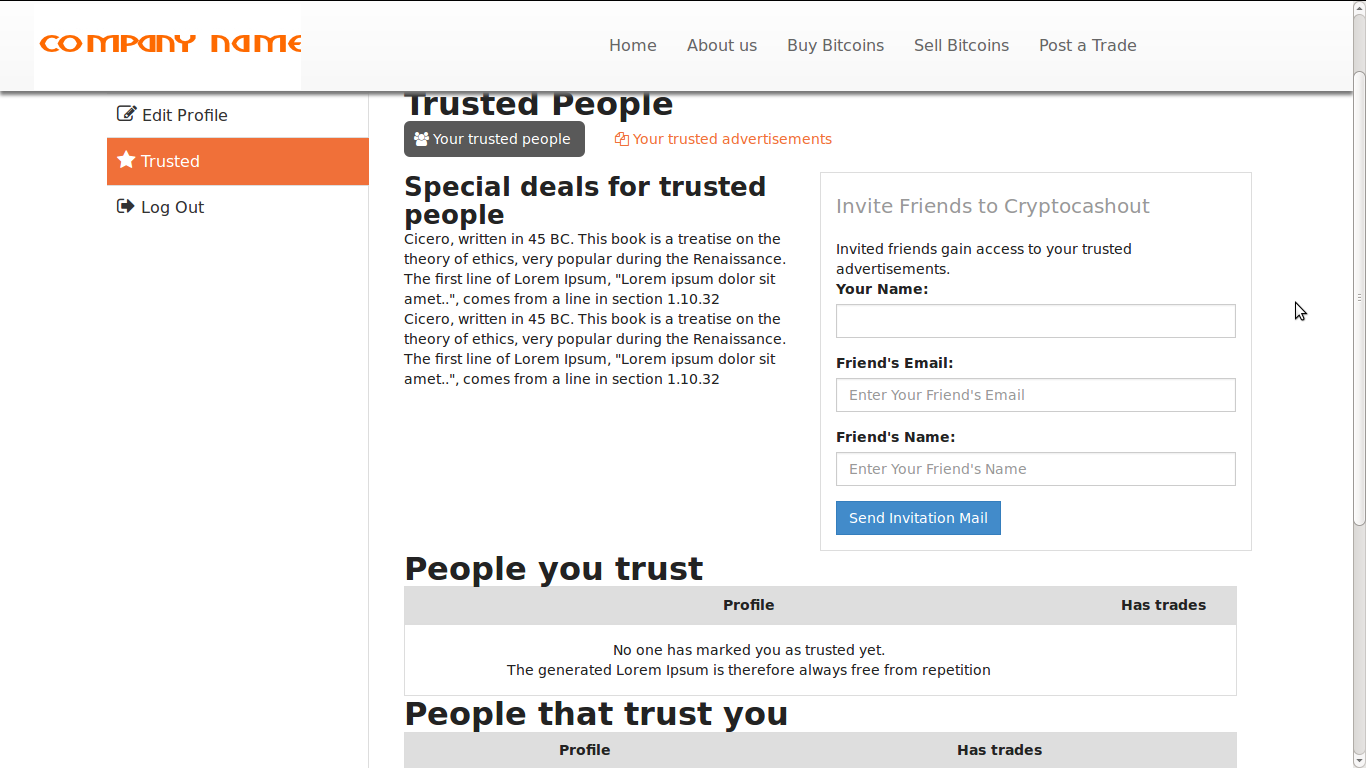 COMPANY NAME
Home About us Buy Bitcoins Sell Bitcoins Post a Trade
Edit Profile
Trusted
Log Out
Trusted People
Your trusted people Your trusted advertisements
Special deals for trusted
people
Cicero, written in 45 BC. This book is a treatise on the
theory of ethics, very popular during the Renaissance.
The first line of Lorem Ipsum, "Lorem ipsum dolor sit
amet..", comes from a line in section 1.10.32
Cicero, written in 45 BC. This book is a treatise on the
theory of ethics, very popular during the Renaissance.
The first line of Lorem Ipsum, "Lorem ipsum dolor sit
amet..", comes from a line in section 1.10.32
Invite Friends to Cryptocashout
Invited friends gain access to your trusted
advertisements.
Your Name:
Friend's Email:
Enter Your Friend's Email
Friend's Name:
Enter Your Friend's Name
Send Invitation Mail
People you trust
Profile Has trades
No one has marked you as trusted yet.
The generated Lorem Ipsum is therefore always free from repetition
People that trust you
Profile Has trades